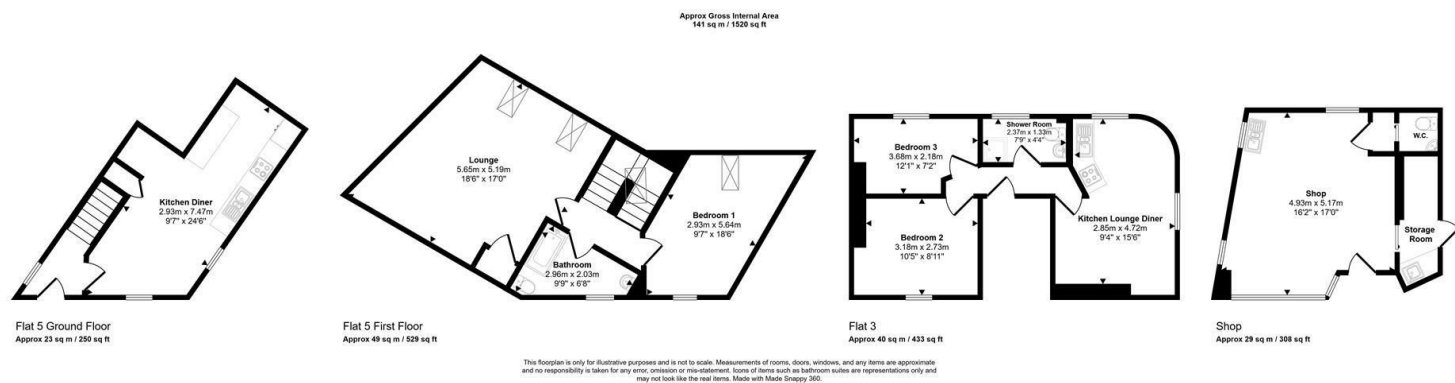 Approx Gross Internal Area
141 sq m / 1520 sq ft
Kitchen Diner
2.93m x 7.47m
9'7" x 24'6"
Flat 5 Ground Floor
Approx 23 sq m / 250 sq ft
Lounge
5.65m x 5.19m
18'6" x 17'0"
Bedroom 1
2.93m x 5.64m
9'7" x 18'6"
Bathroom
2.96m x 2.03m
9'9" x 6'8"
Flat 5 First Floor
Approx 49 sq m / 529 sq ft
Shower Room
2.37m x 1.33m
7'9" x 4'4"
Bedroom 3
3.68m x 2.18m
12'1" x 7'2"
Kitchen Lounge Diner
2.85m x 4.72m
9'4" x 15'6"
Bedroom 2
3.18m x 2.73m
10'5" x 8'11"
Flat 3
Approx 40 sq m / 433 sq ft
W.C.
Shop
4.93m x 5.17m
16'2" x 17'0"
Storage
Room
Shop
Approx 29 sq m / 308 sq ft
This floorplan is only for illustrative purposes and is not to scale. Measurements of rooms, doors, windows, and any items are approximate
and no responsibility is taken for any error, omission or mis-statement. Icons of items such as bathroom suites are representations only and
may not look like the real items. Made with Made Snappy 360.